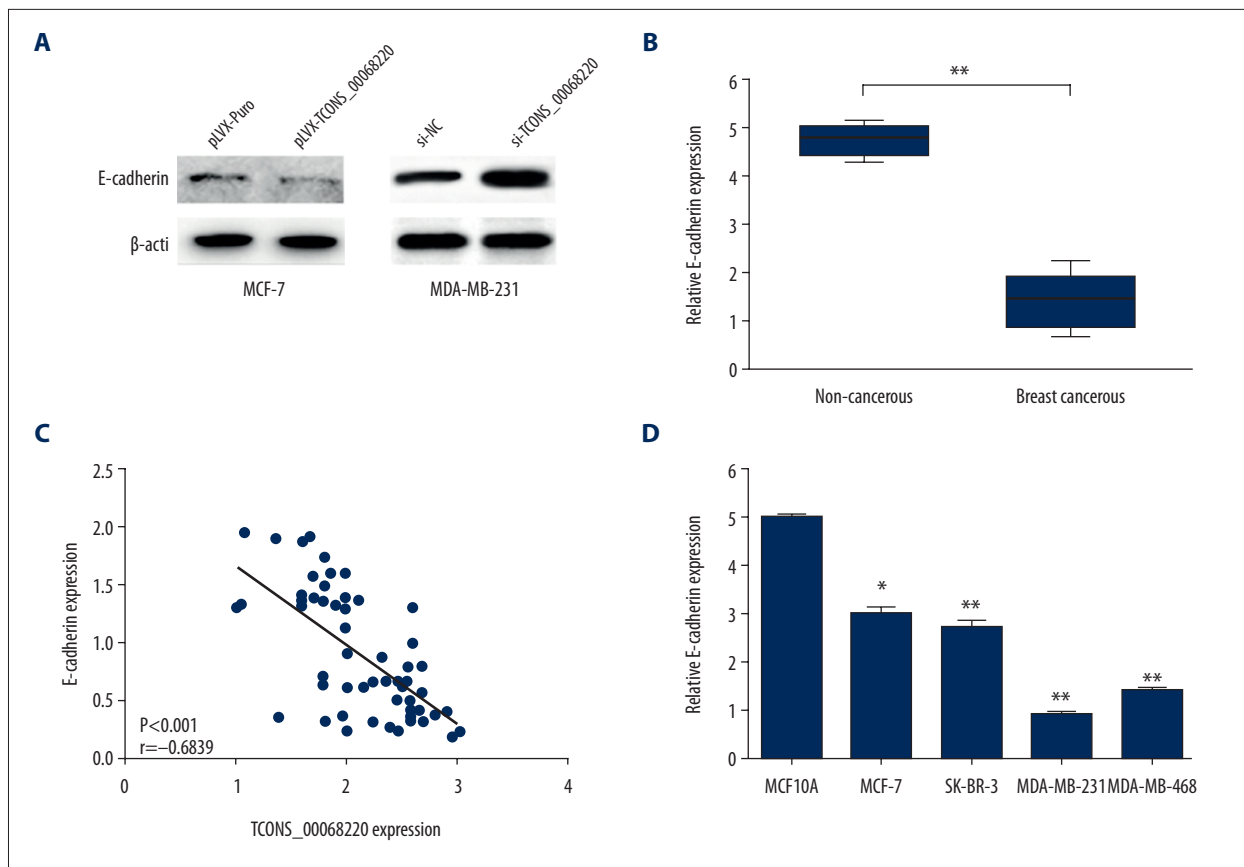 A
pLVX-Puro
pLVX-TCONS_00068220
si-NC
si-TCONS_00068220
E-cadherin
β-acti
MCF-7
MDA-MB-231
B
Relative E-cadherin expression
6
5
4
3
2
1
0
**
Non-cancerous
Breast cancerous
C
E-cadherin expression
2.5
2.0
1.5
1.0
0.5
0.0
P<0.001
r=−0.6839
0
1
2
3
4
TCONS_00068220 expression
D
Relative E-cadherin expression
6
5
4
3
2
1
0
*
**
**
**
MCF10A
MCF-7
SK-BR-3
MDA-MB-231
MDA-MB-468